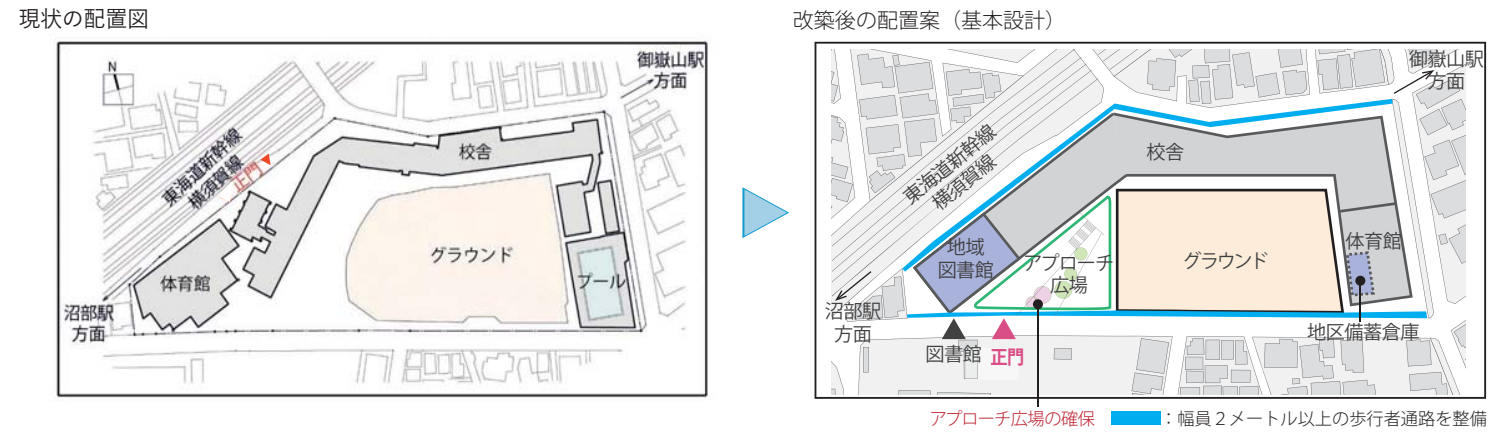 現状の配置図
N
御嶽山駅
方面
東海道新幹線
横須賀線
正門
校舎
グラウンド
プール
体育館
沼部駅
方面
改築後の配置案（基本設計）
御嶽山駅
方面
東海道新幹線
横須賀線
校舎
地域
図書館
アプローチ
広場
グラウンド
体育館
沼部駅
方面
図書館
正門
地区備蓄倉庫
アプローチ広場の確保
：幅員２メートル以上の歩行者通路を整備